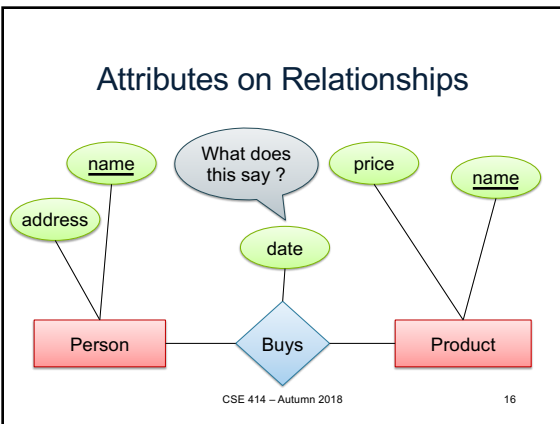 Attributes on Relationships
name
What does
this say ?
price
name
address
date
Person
Buys
Product
CSE 414 – Autumn 2018
16